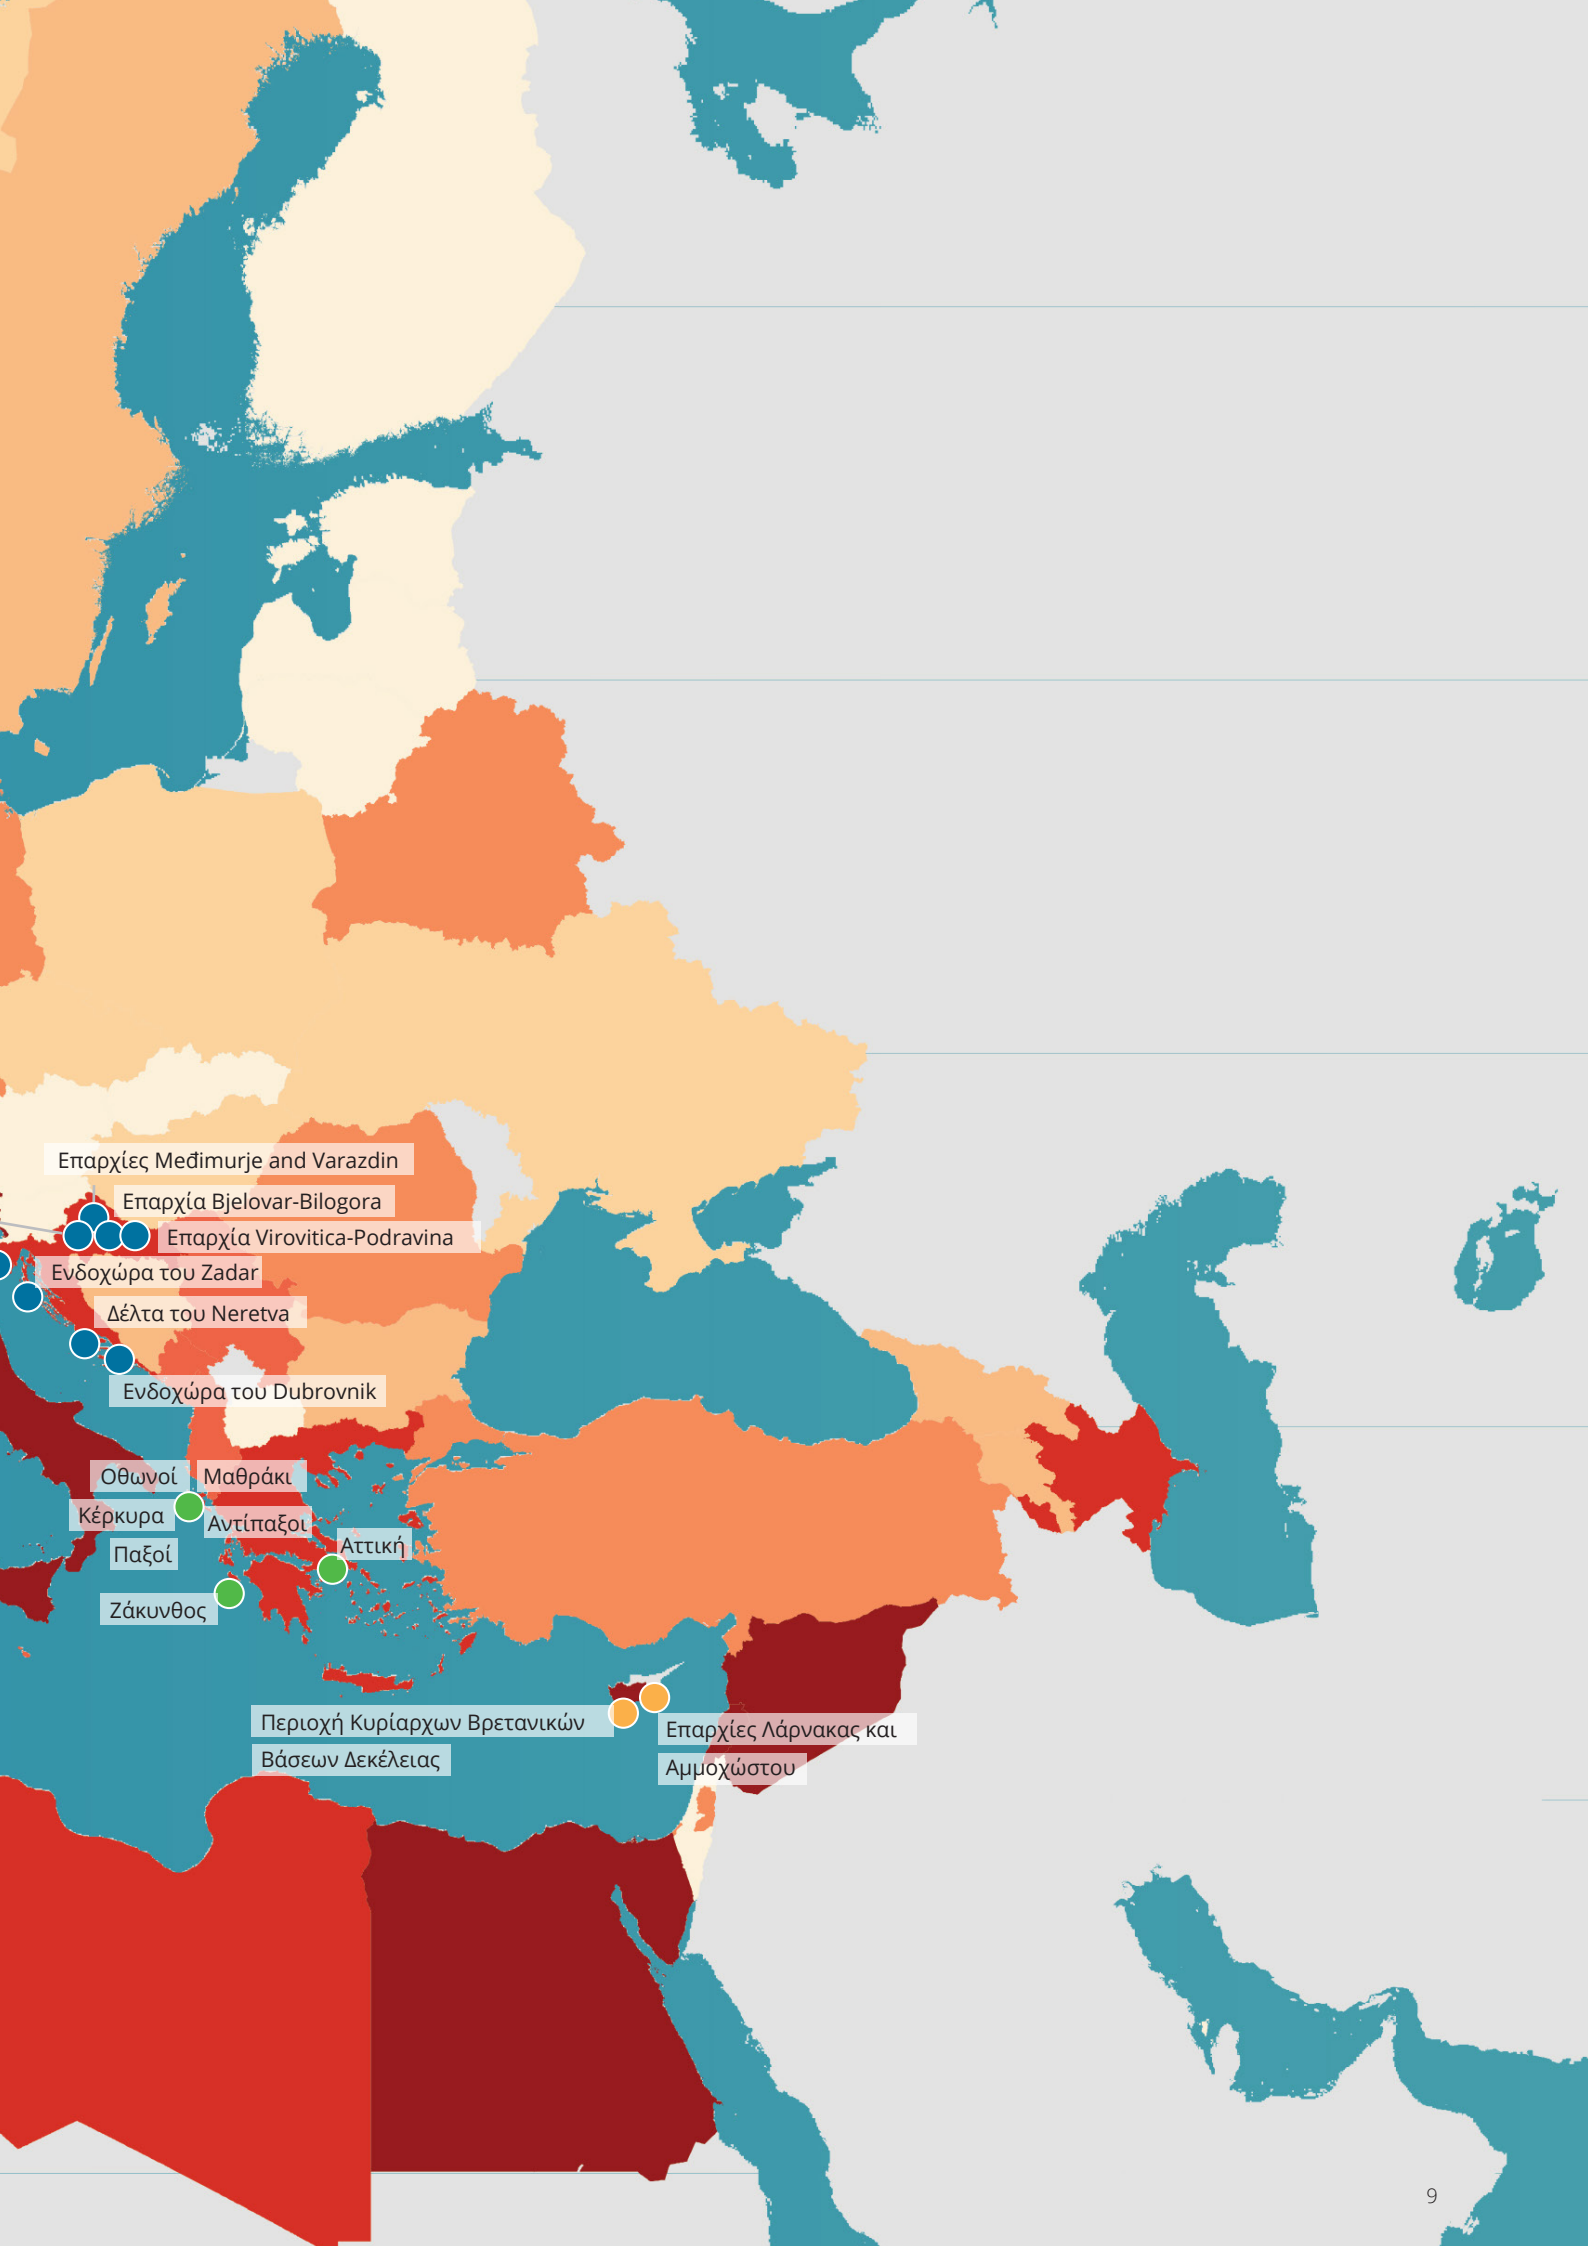 Επαρχίες Međimurje and Varazdin
Επαρχία Bjelovar-Bilogora
Επαρχία Virovitica-Podravina
Ενδοχώρα του Zadar
Δέλτα του Neretva
Ενδοχώρα του Dubrovnik
Οθωνοί
Μαθράκι
Κέρκυρα
Αντίπαξοι
Αττική
Παξοί
Ζάκυνθος
Περιοχή Κυρίαρχων Βρετανικών
Βάσεων Δεκέλειας
Επαρχίες Λάρνακας και
Αμμοχώστου
9